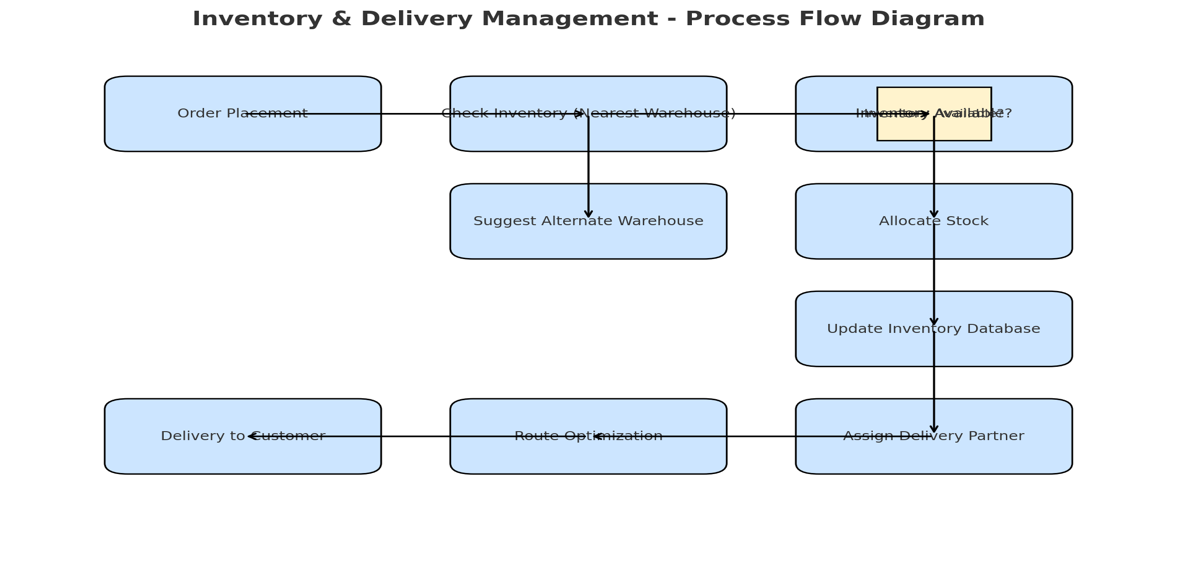 Inventory & Delivery Management - Process Flow Diagram
Order Placement
Check Inventory (Nearest Warehouse)
Inventory Available?
Suggest Alternate Warehouse
Allocate Stock
Update Inventory Database
Delivery to Customer
Route Optimization
Assign Delivery Partner